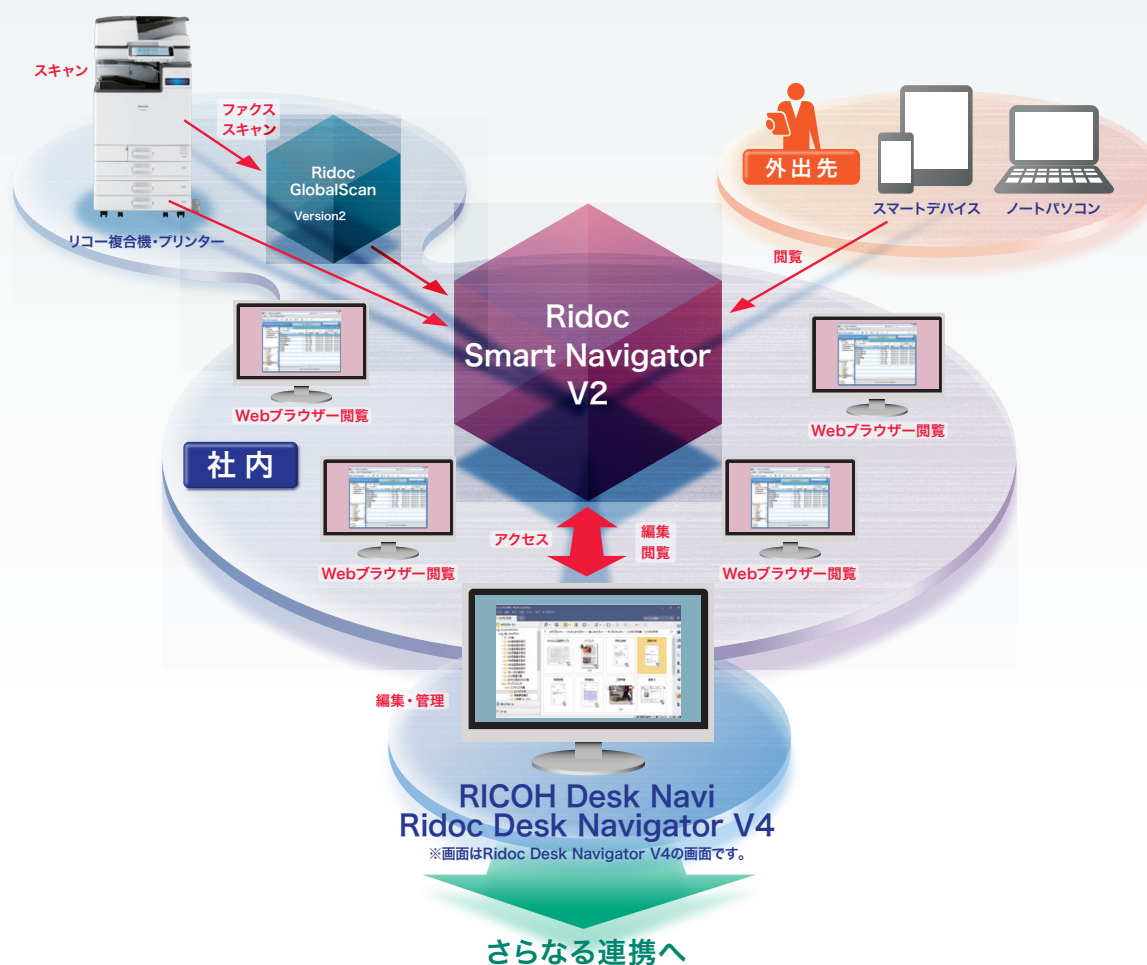 スキャン
ファクス
スキャン
Ridoc
GlobalScan
Version2
リコー複合機・プリンター
外出先
スマートデバイス
ノートパソコン
閲覧
Ridoc
Smart Navigator
V2
Webブラウザー閲覧
Webブラウザー閲覧
社内
Webブラウザー閲覧
Webブラウザー閲覧
アクセス
編集
閲覧
編集・管理
RICOH Desk Navi
Ridoc Desk Navigator V4
※画面はRidoc Desk Navigator V4の画面です。
さらなる連携へ